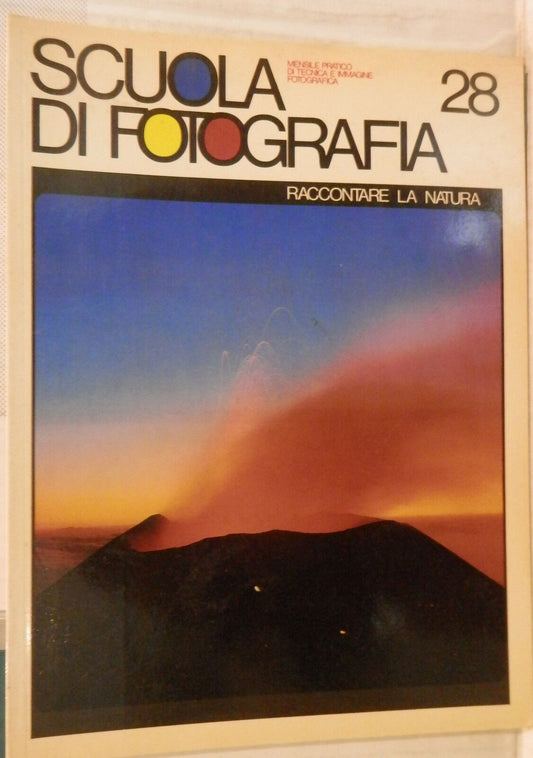 SCUOLA
DI FOTOGRAFIA
MENSILE PRATICO
DI TECNICA E IMMAGINE
FOTOGRAFICA
28
RACCONTARE LA NATURA